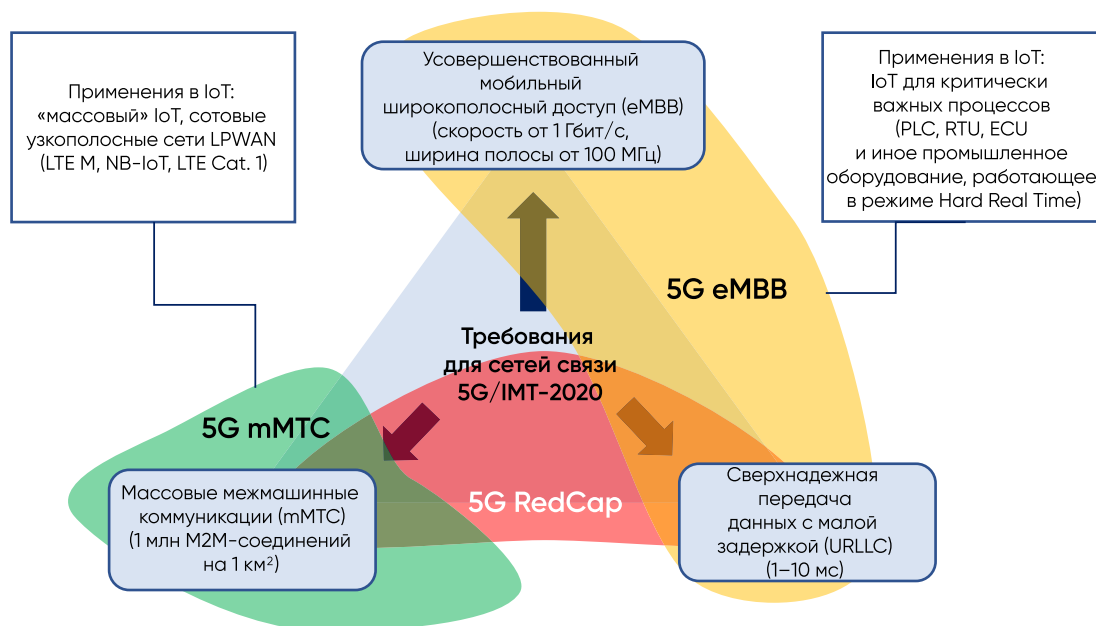 Применения в IoT:
«массовый» IoT, сотовые
узкополосные сети LPWAN
(LTE M, NB-IoT, LTE Cat. 1)
Усовершенствованный
мобильный
широкополосный доступ (eMBB)
(скорость от 1 Гбит/с,
ширина полосы от 100 МГц)
Применения в IoT:
IoT для критически
важных процессов
(PLC, RTU, ECU
и иное промышленное
оборудование, работающее
в режиме Hard Real Time)
5G eMBB
Требования
для сетей связи
5G/IMT-2020
5G mMTC
5G RedCap
Массовые межмашинные
коммуникации (mMTC)
(1 млн M2M-соединений
на 1 км²)
Сверхнадежная
передача
данных с малой
задержкой (URLLC)
(1–10 мс)